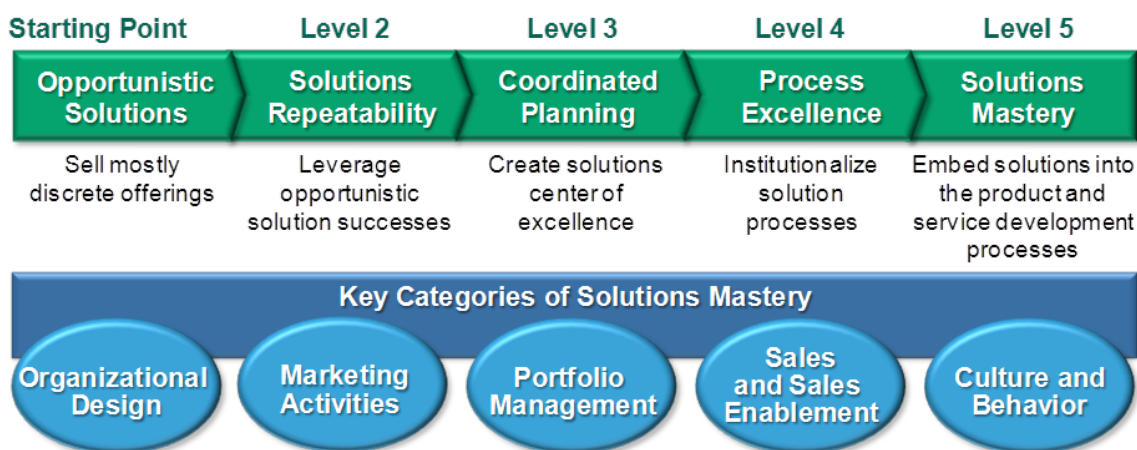 Starting Point
Level 2
Level 3
Level 4
Level 5
Opportunistic
Solutions
Solutions
Repeatability
Coordinated
Planning
Process
Excellence
Solutions
Mastery
Sell mostly
discrete offerings
Leverage
opportunistic
solution successes
Create solutions
center of
excellence
Institutionalize
solution
processes
Embed solutions into
the product and
service development
processes
Key Categories of Solutions Mastery
Organizational
Design
Marketing
Activities
Portfolio
Management
Sales
and Sales
Enablement
Culture and
Behavior